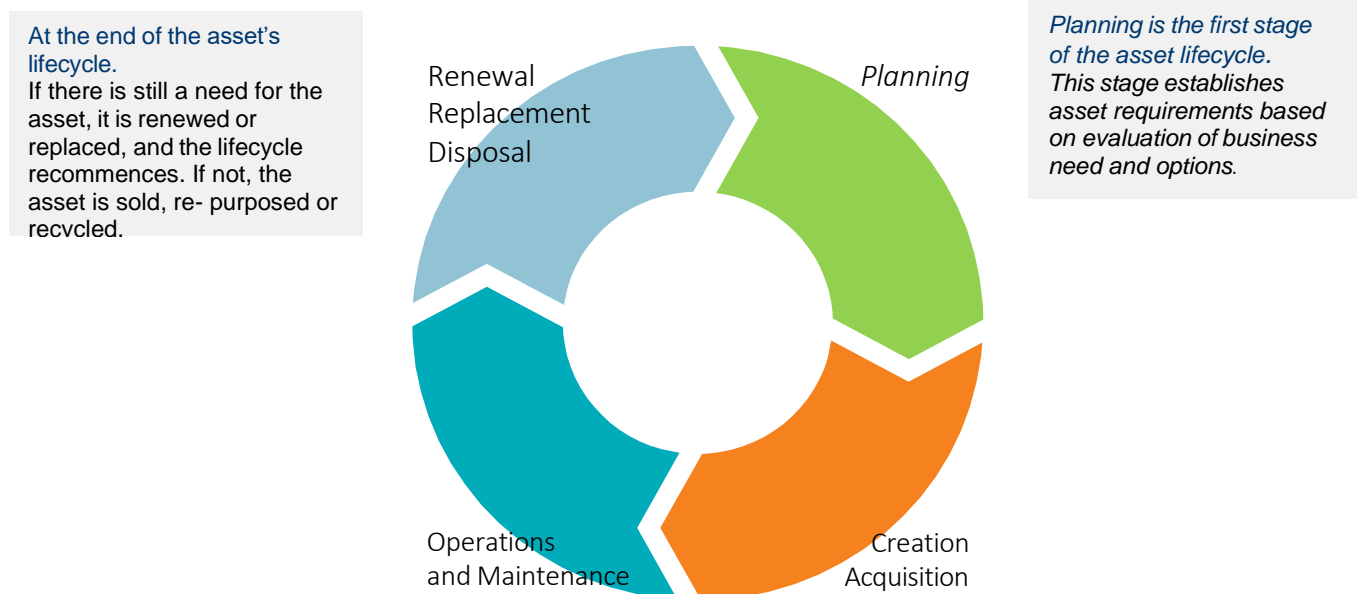 At the end of the asset's
lifecycle.
If there is still a need for the
asset, it is renewed or
replaced, and the lifecycle
recommences. If not, the
asset is sold, re- purposed or
recycled.
Renewal
Replacement
Disposal
Planning
Planning is the first stage
of the asset lifecycle.
This stage establishes
asset requirements based
on evaluation of business
need and options.
Operations
and Maintenance
Creation
Acquisition